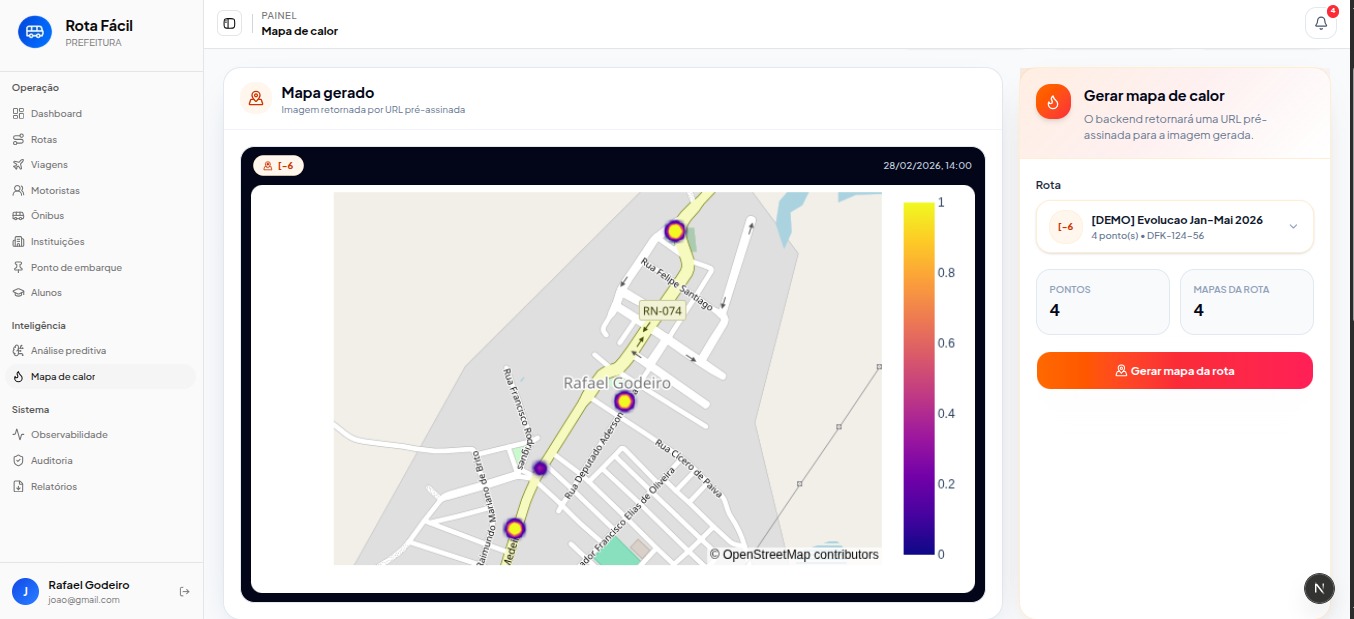 Rota Fácil
PREFEITURA
Operação
Dashboard
Rotas
Viagens
Motoristas
Ônibus
Instituições
Ponto de embarque
Alunos
Inteligência
Análise preditiva
Mapa de calor
Sistema
Observabilidade
Auditoria
Relatórios
J
Rafael Godeiro
joao@gmail.com
PAINEL
Mapa de calor
4
Mapa gerado
Imagem retornada por URL pré-assinada
[-6
28/02/2026, 14:00
Rua Felipe Santiago
RN-074
Rafael Godeiro
Rua Francisco Rodrigues
Rua Deputado Aderson
Rua Cícero de Paiva
Raimundo Mariano de Brito
ador Francisco Elias de Oliveira
Medei
© OpenStreetMap contributors
1
0.8
0.6
0.4
0.2
0
Gerar mapa de calor
O backend retornará uma URL pré-
assinada para a imagem gerada.
Rota
[-6
[DEMO] Evolucao Jan-Mai 2026
4 ponto(s) • DFK-124-56
PONTOS
4
MAPAS DA ROTA
4
Gerar mapa da rota
N